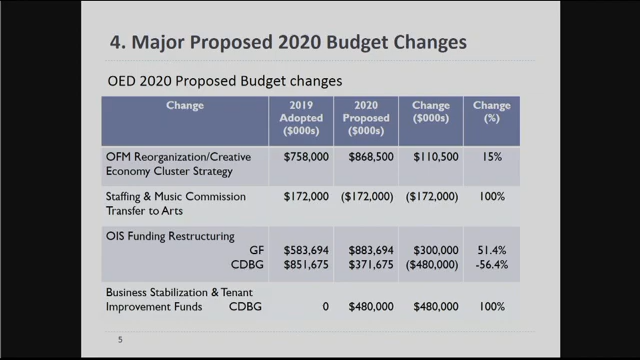 4. Major Proposed 2020 Budget Changes
OED 2020 Proposed Budget changes
Change 2019 Adopted ($000s) 2020 Proposed ($000s) Change ($000s) Change (%)
OFM Reorganization/Creative Economy Cluster Strategy $758,000 $868,500 $110,500 15%
Staffing & Music Commission Transfer to Arts $172,000 ($172,000) ($172,000) 100%
OIS Funding Restructuring
GF $583,694 $883,694 $300,000 51.4%
CDBG $851,675 $371,675 ($480,000) -56.4%
Business Stabilization & Tenant
Improvement Funds CDBG 0 $480,000 $480,000 100%
5